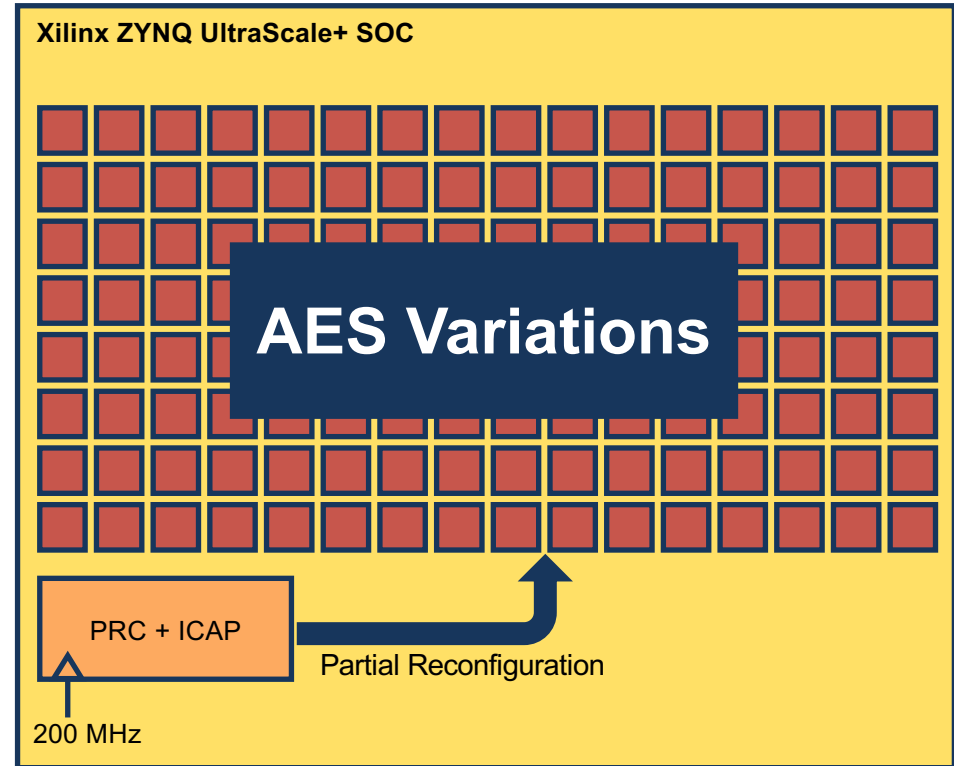 Xilinx ZYNQ UltraScale+ SOC
AES Variations
PRC + ICAP
Partial Reconfiguration
200 MHz